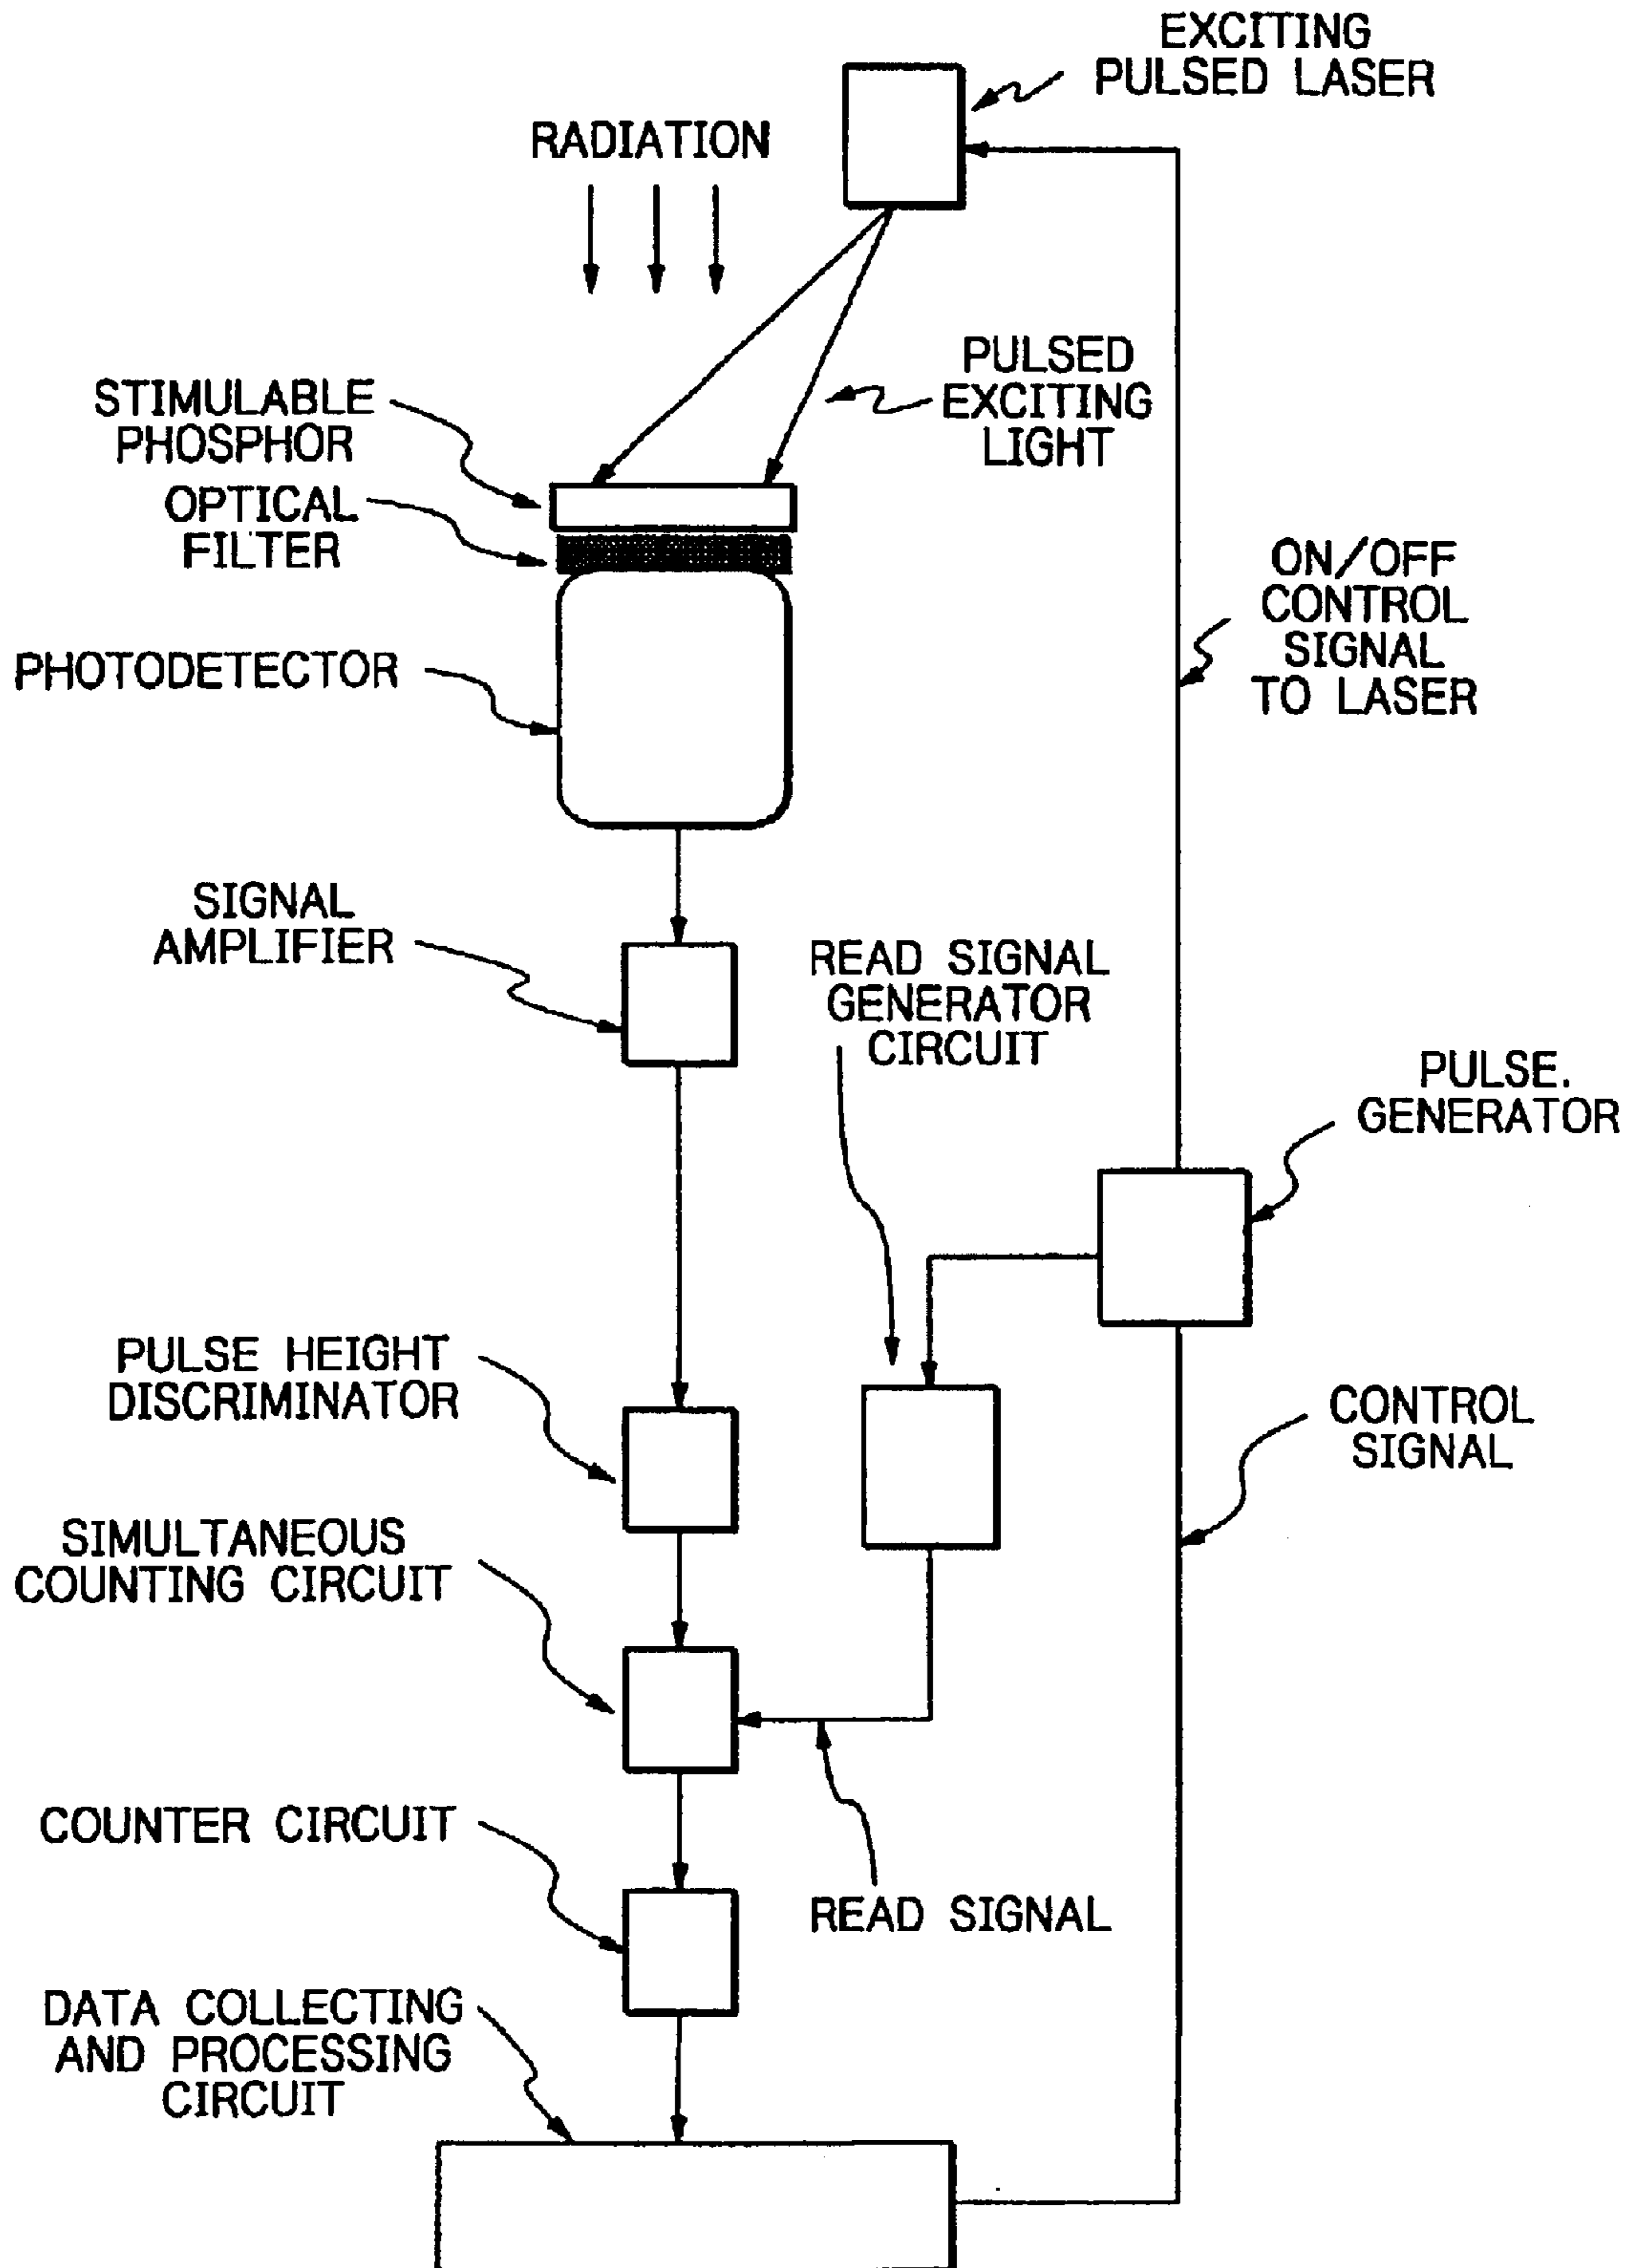 EXCITING
PULSED LASER
RADIATION
PULSED
EXCITING
LIGHT
STIMULABLE
PHOSPHOR
OPTICAL
FILTER
ON/OFF
CONTROL
SIGNAL
TO LASER
PHOTODETECTOR
SIGNAL
AMPLIFIER
READ SIGNAL
GENERATOR
CIRCUIT
PULSE.
GENERATOR
PULSE HEIGHT
DISCRIMINATOR
CONTROL
SIGNAL
SIMULTANEOUS
COUNTING CIRCUIT
COUNTER CIRCUIT
READ SIGNAL
DATA COLLECTING
AND PROCESSING
CIRCUIT